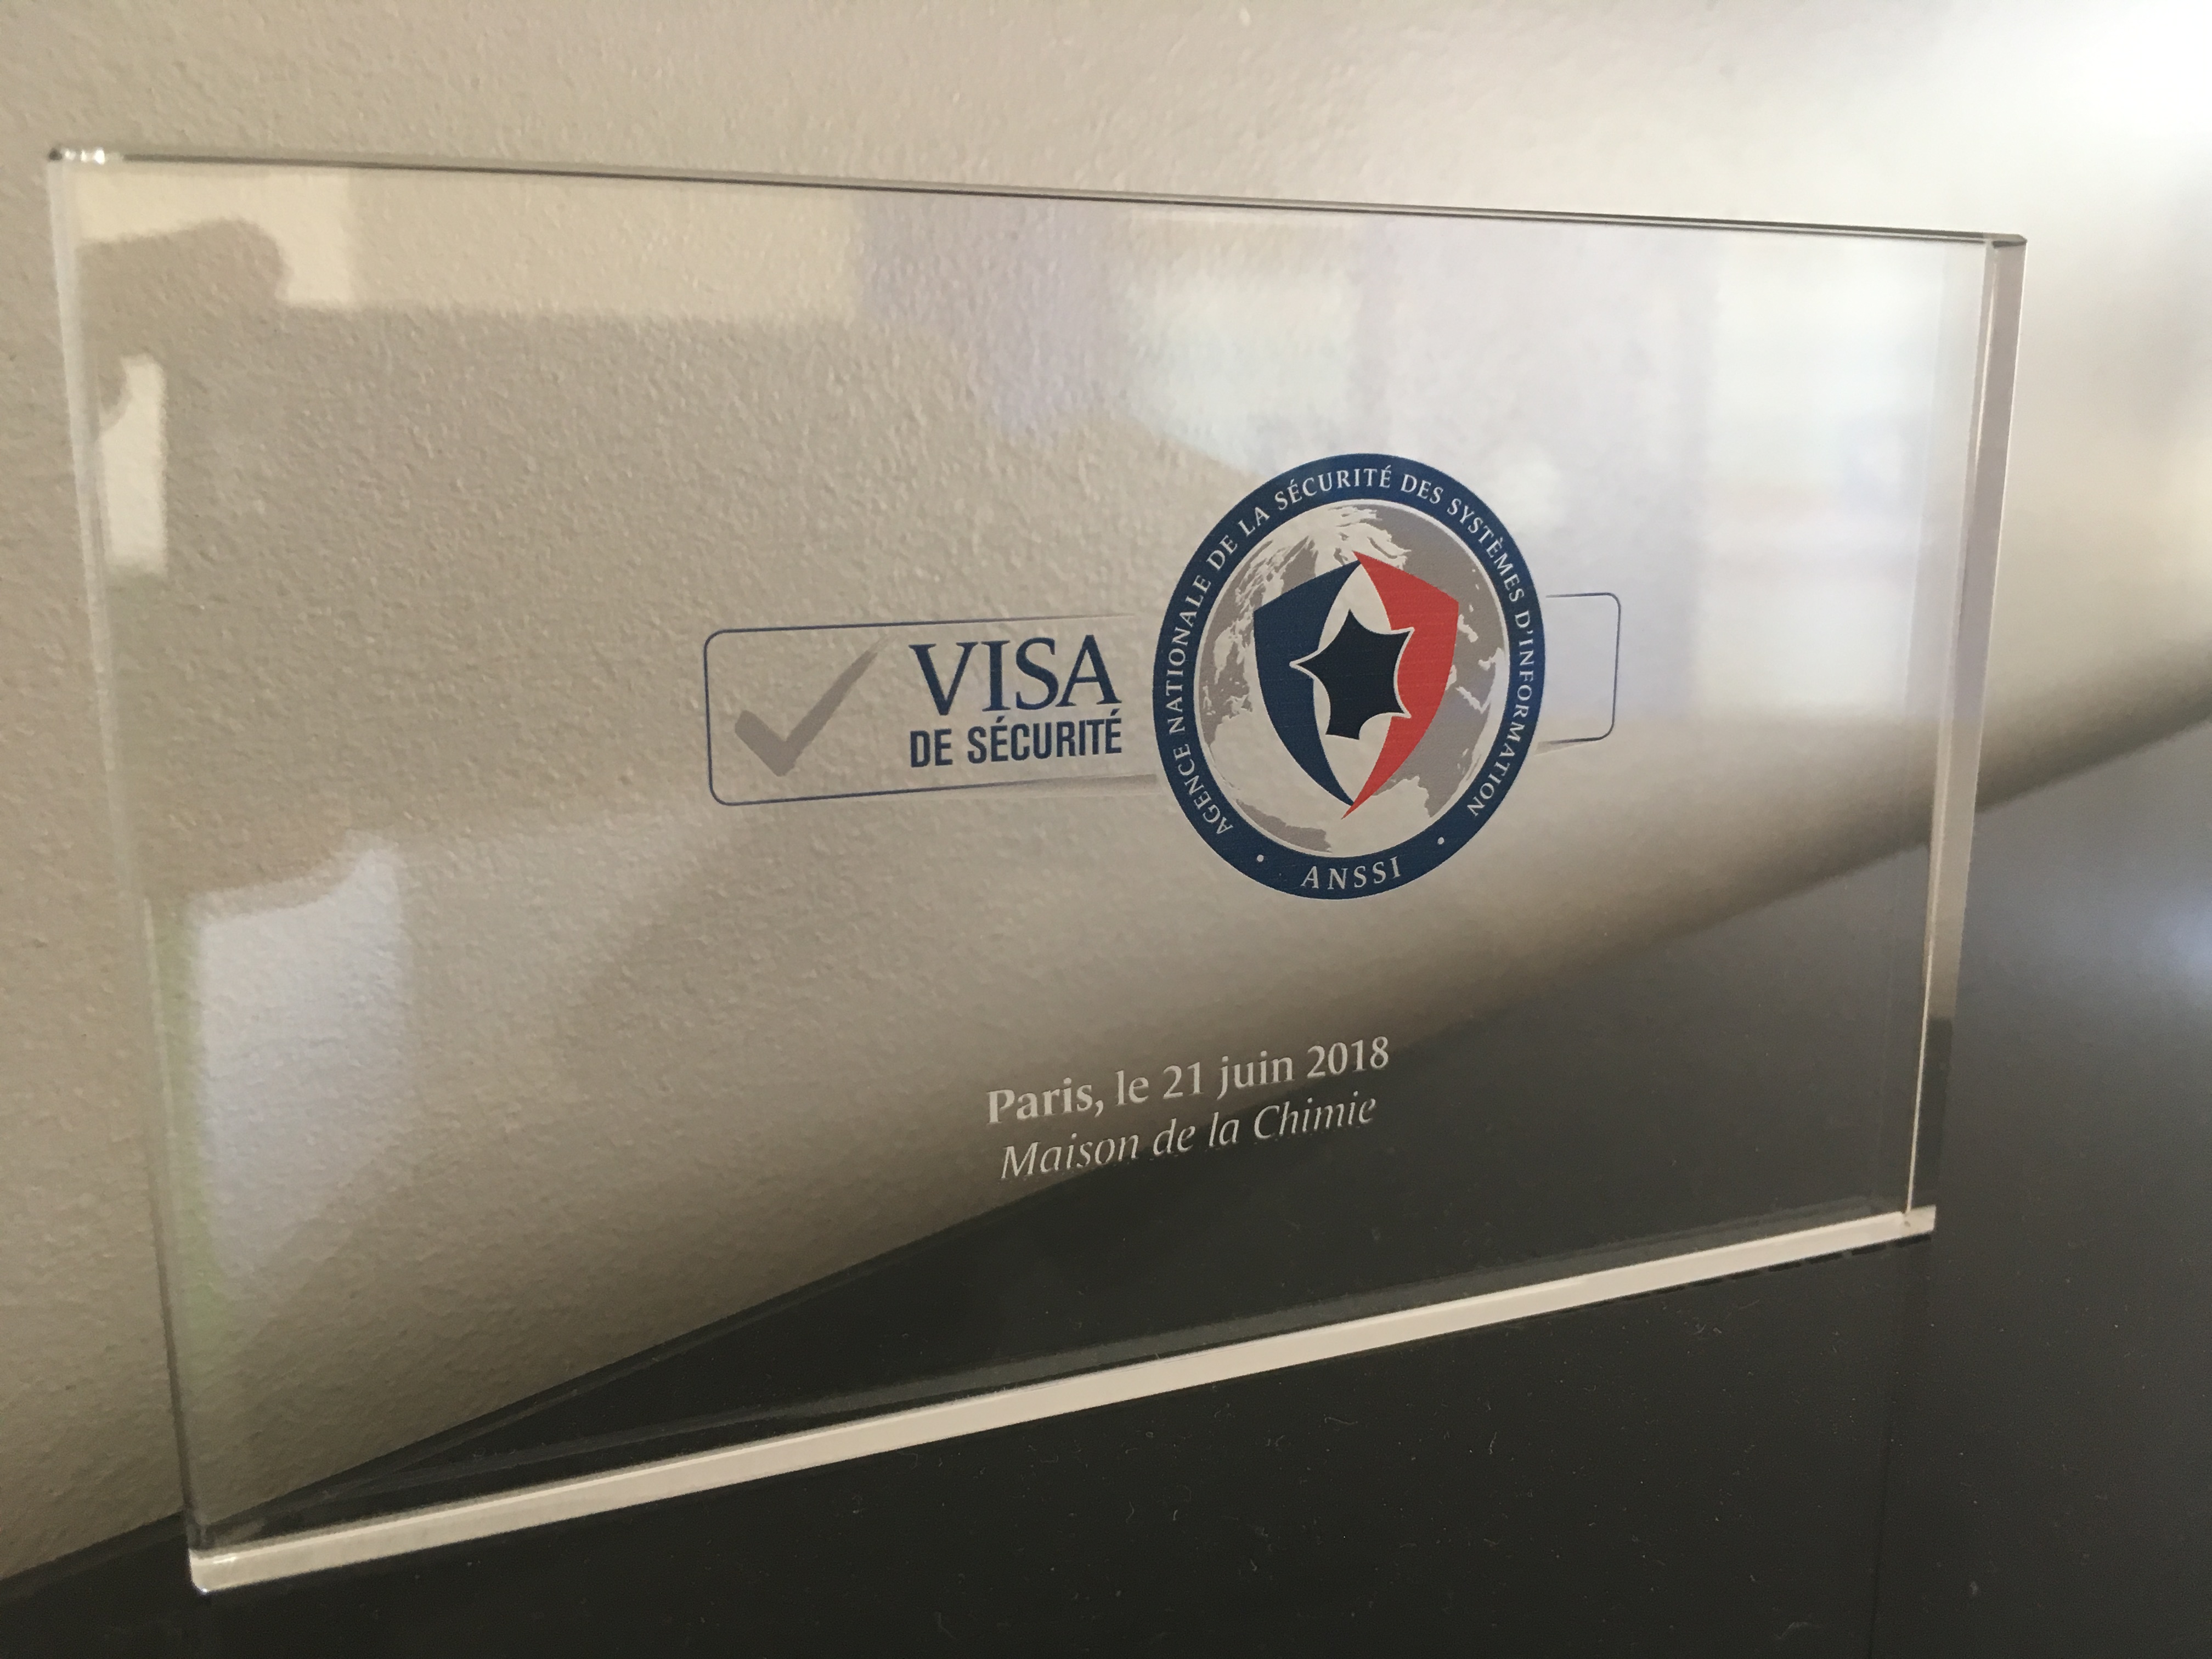 VISA
DE SÉCURITÉ
AGENCE NATIONALE DE LA SÉCURITÉ DES SYSTÈMES D'INFORMATION
• ANSSI •
Paris, le 21 juin 2018
Maison de la Chimie